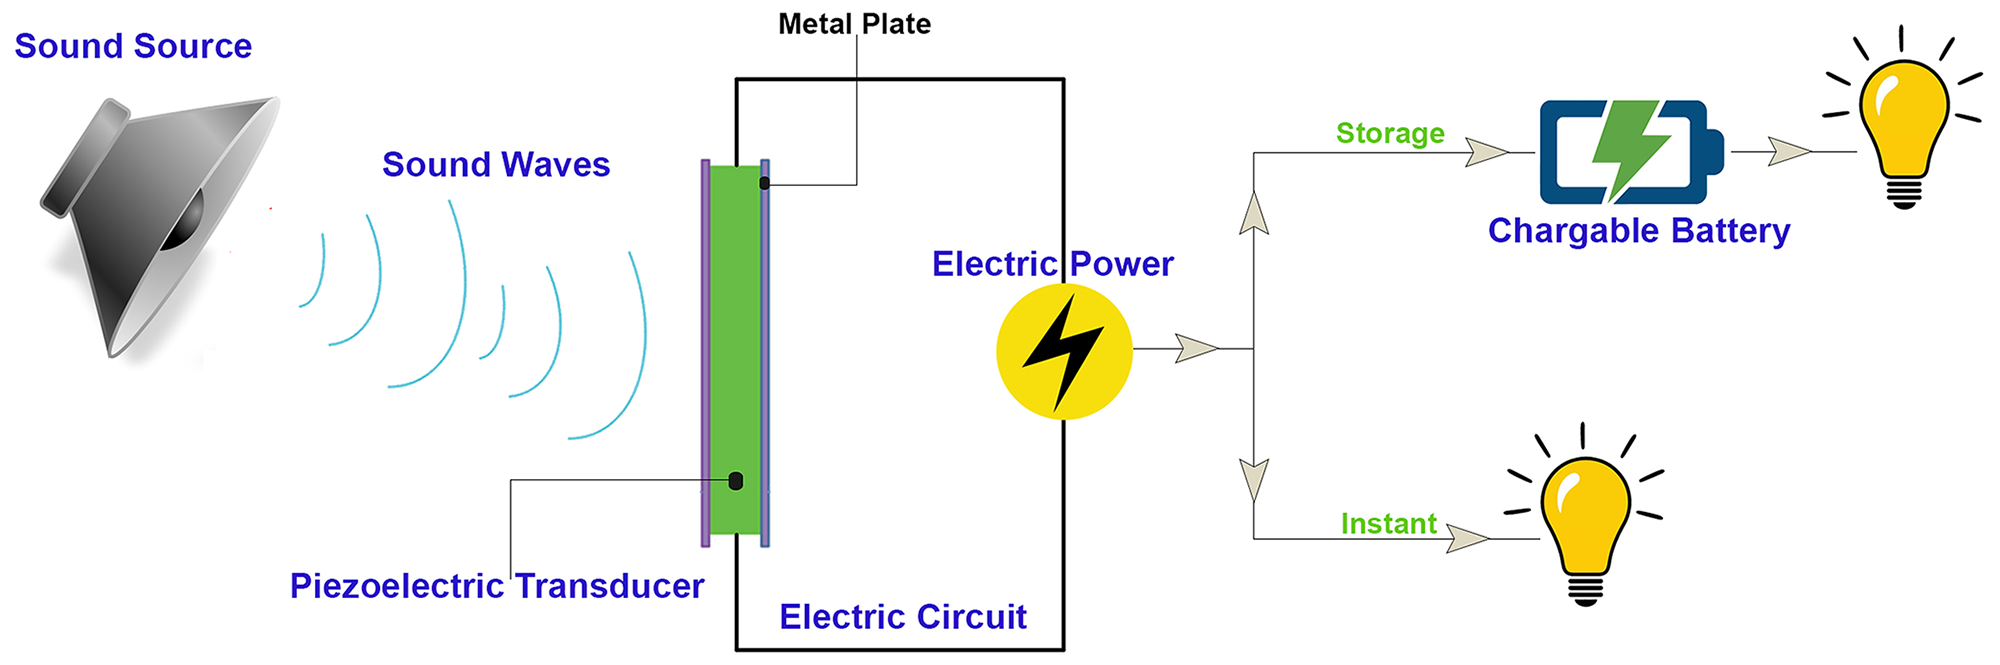 Sound Source
Metal Plate
Sound Waves
Storage
Chargable Battery
Electric Power
Instant
Piezoelectric Transducer
Electric Circuit